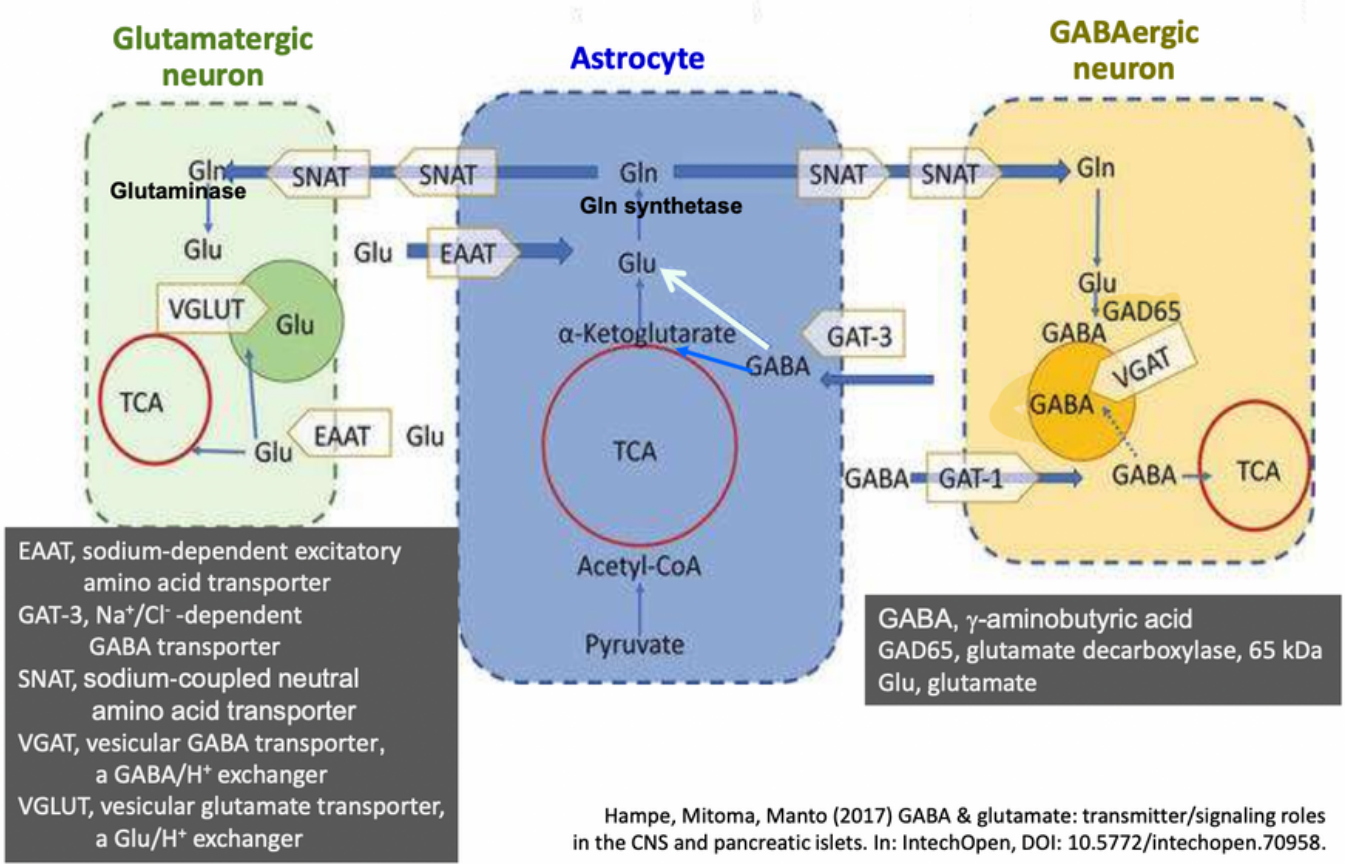 Glutamatergic
neuron
Astrocyte
GABAergic
neuron
Gln
SNAT
SNAT
Gln
SNAT
SNAT
Gln
Glutaminase
Gln synthetase
Glu
Glu
EAAT
Glu
Glu
VGLUT
Glu
GAD65
GABA
α-Ketoglutarate
GAT-3
GABA
VGAT
TCA
GABA
EAAT
Glu
Glu
TCA
GABA
GAT-1
GABA
TCA
Acetyl-CoA
Pyruvate
EAAT, sodium-dependent excitatory
amino acid transporter
GAT-3, Na⁺/Cl⁻ -dependent
GABA transporter
SNAT, sodium-coupled neutral
amino acid transporter
VGAT, vesicular GABA transporter,
a GABA/H⁺ exchanger
VGLUT, vesicular glutamate transporter,
a Glu/H⁺ exchanger
GABA, γ-aminobutyric acid
GAD65, glutamate decarboxylase, 65 kDa
Glu, glutamate
Hampe, Mitoma, Manto (2017) GABA & glutamate: transmitter/signaling roles
in the CNS and pancreatic islets. In: IntechOpen, DOI: 10.5772/intechopen.70958.